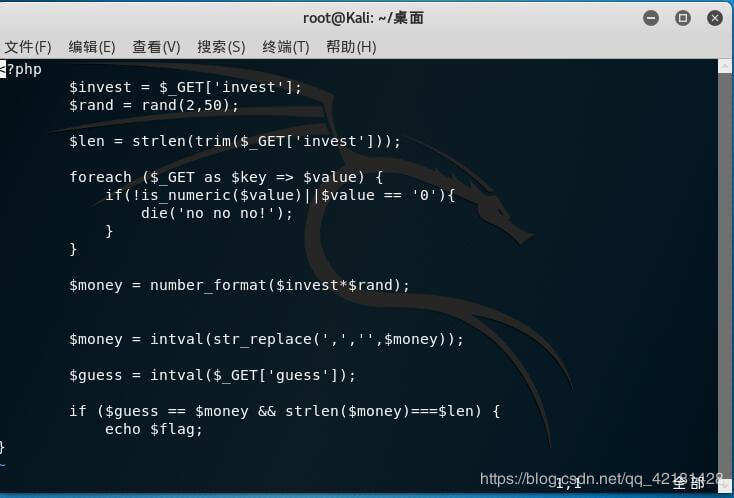 root@Kali: ~/桌面
文件(F) 编辑(E) 查看(V) 搜索(S) 终端(T) 帮助(H)
<?php
$invest = $_GET['invest'];
$rand = rand(2,50);
$len = strlen(trim($_GET['invest']));
foreach ($_GET as $key => $value) {
if(!is_numeric($value)||$value == '0'){
die('no no no!');
}
}
$money = number_format($invest*$rand);
$money = intval(str_replace(',','',$money));
$guess = intval($_GET['guess']);
if ($guess == $money && strlen($money)===$len) {
echo $flag;
}
~
1,1 全部
https://blog.csdn.net/qq_42181428